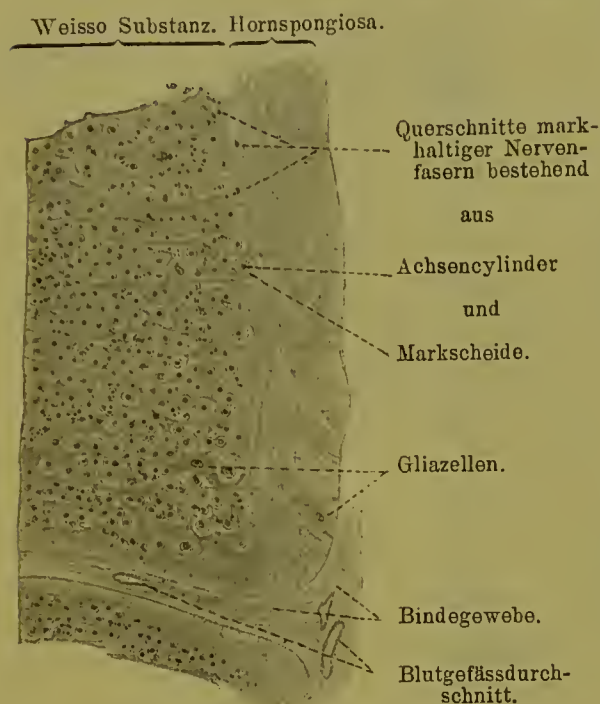 Weisso Substanz. Hornspongiosa.
Querschnitte mark-
haltiger Nerven-
fasern bestehend
aus
Achsencylinder
und
Markscheide.
Gliazellen.
Bindegewebe.
Blutgefässdurch-
schnitt.